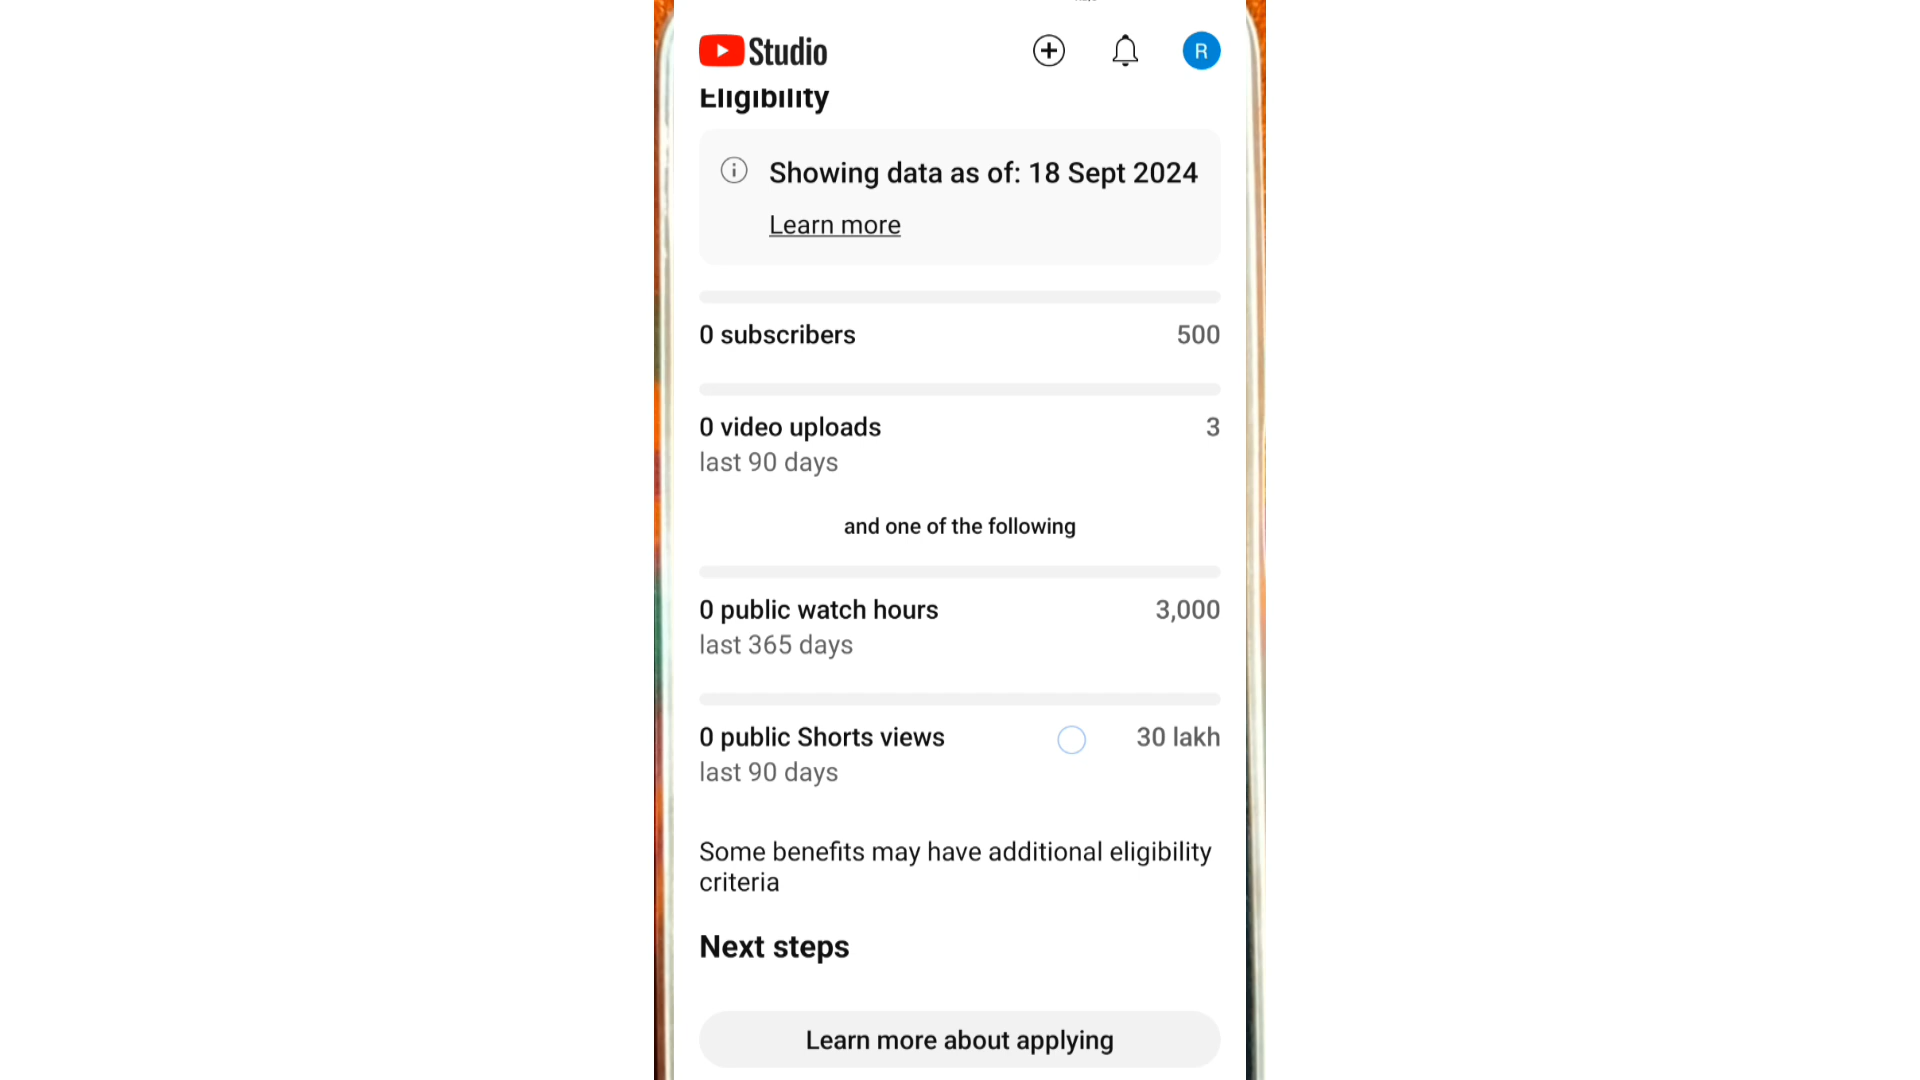 Studio
R
Eligibility
Showing data as of: 18 Sept 2024
Learn more
0 subscribers 500
0 video uploads 3
last 90 days
and one of the following
0 public watch hours 3,000
last 365 days
0 public Shorts views 30 lakh
last 90 days
Some benefits may have additional eligibility
criteria
Next steps
Learn more about applying